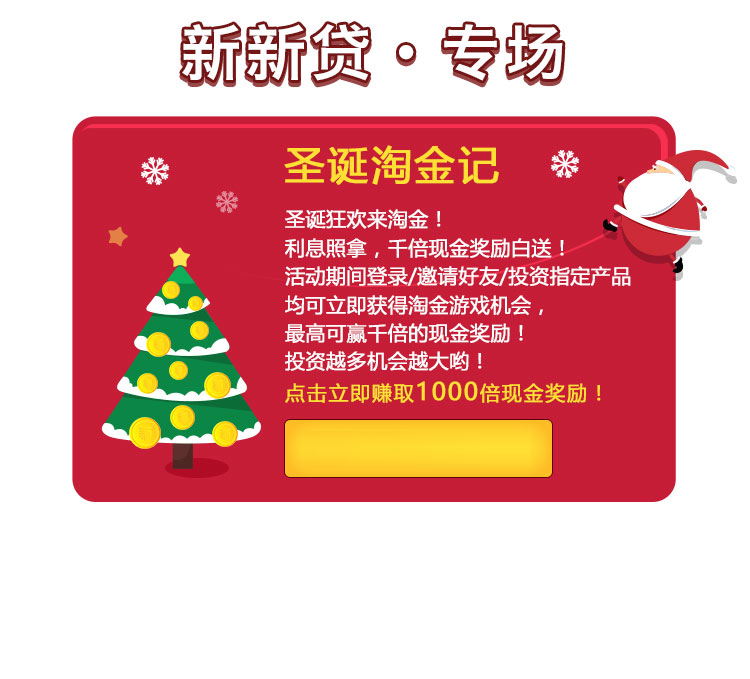 新新贷·专场
圣诞淘金记
圣诞狂欢来淘金！
利息照拿，千倍现金奖励白送！
活动期间登录/邀请好友/投资指定产品
均可立即获得淘金游戏机会，
最高可赢千倍的现金奖励！
投资越多机会越大哟！
点击立即赚取1000倍现金奖励！